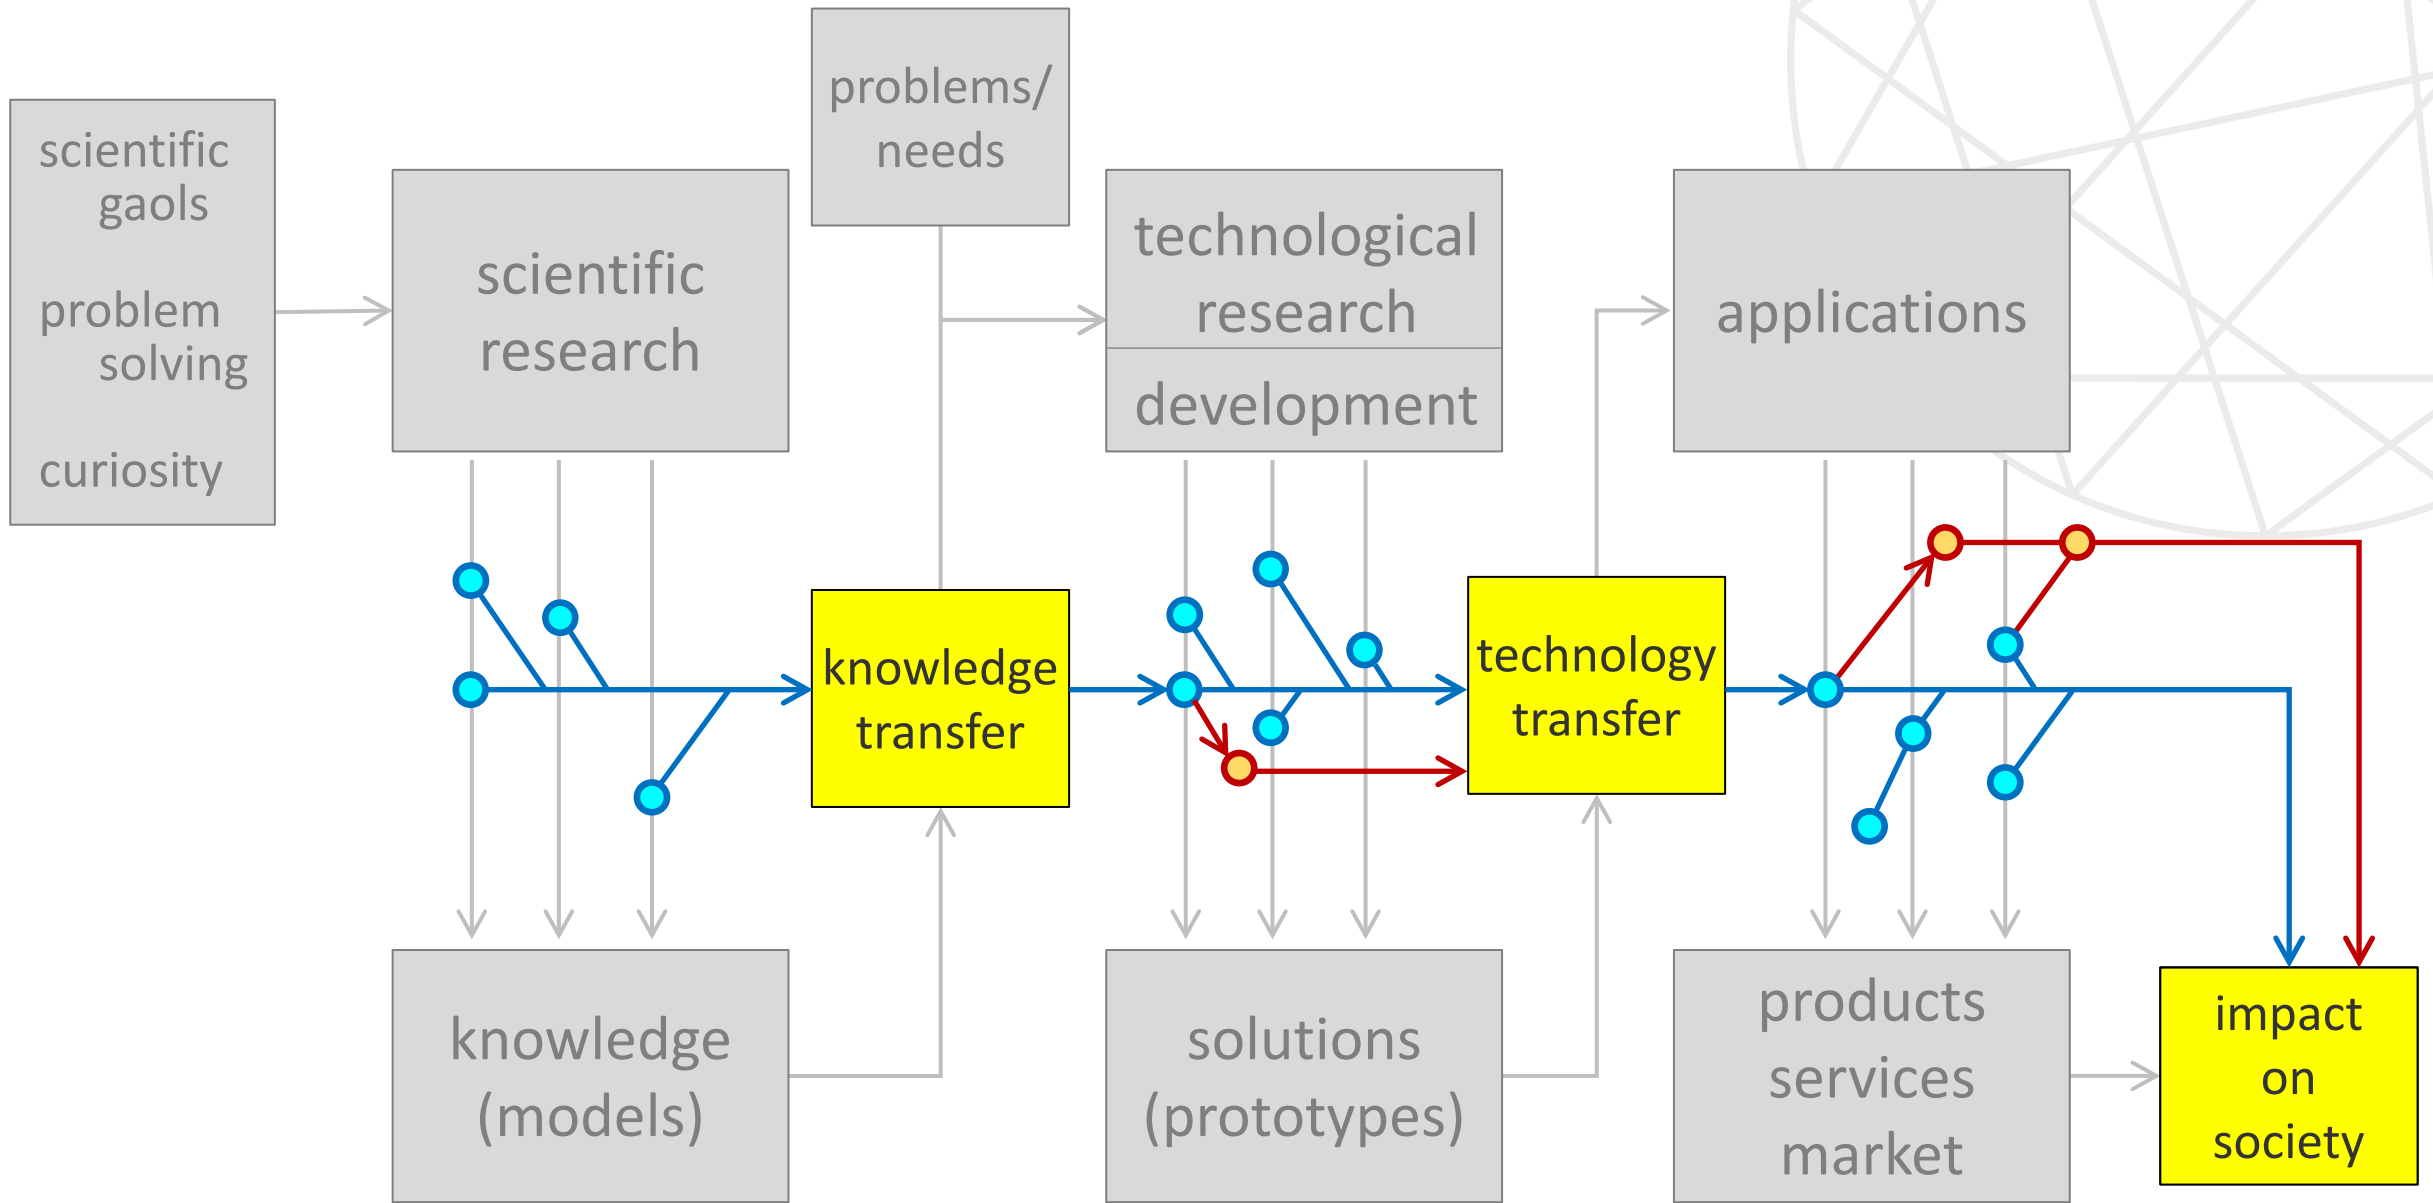 scientific
gaols
problem
solving
curiosity
scientific
research
problems/
needs
technological
research
development
applications
knowledge
transfer
technology
transfer
knowledge
(models)
solutions
(prototypes)
products
services
market
impact
on
society